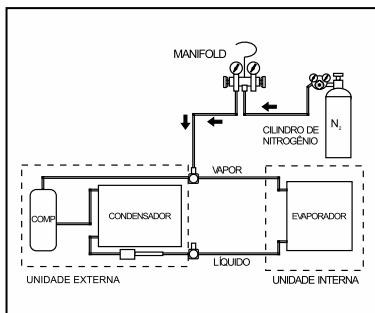 MANIFOLD
CILINDRO DE
NITROGÊNIO
N2
VAPOR
COMP
CONDENSADOR
EVAPORADOR
LÍQUIDO
UNIDADE EXTERNA
UNIDADE INTERNA